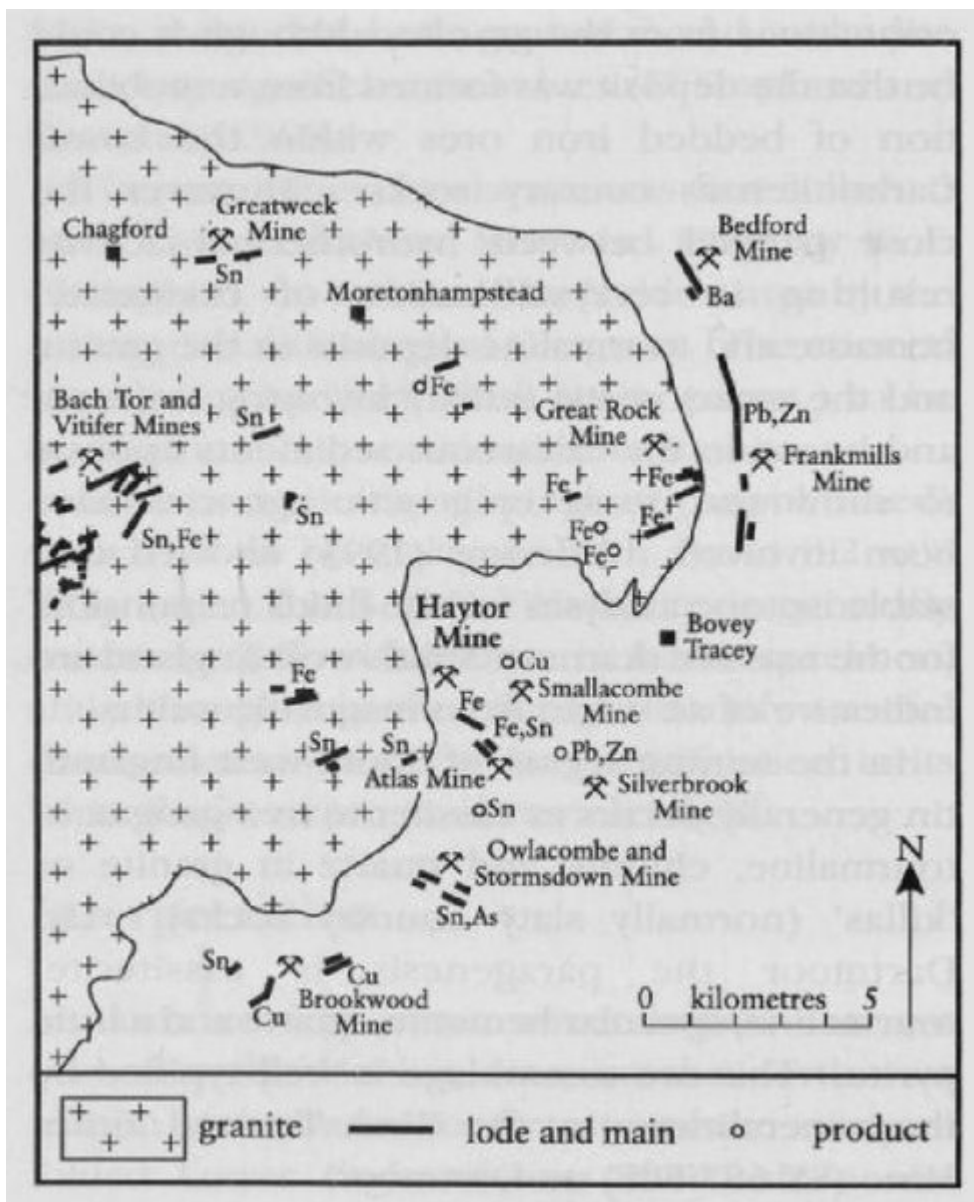 Greatweek
Mine
Chagford
Sn
Bedford
Mine
Ba
Moretonhampstead
Fe
Bach Tor and
Vitifer Mines
Sn
Great Rock
Mine
Pb,Zn
Frankmills
Mine
Fe
Fe
Sn
Sn,Fe
Fe
Fe
Fe
Haytor
Mine
Bovey
Tracey
Cu
Fe
Smallacombe
Mine
Fe
Fe,Sn
Sn
Sn
Pb,Zn
Atlas Mine
Silverbrook
Mine
Sn
N
Owlacombe and
Stormsdown Mine
Sn,As
Sn
Cu
Brookwood
Mine
Cu
0 kilometres 5
granite lode and main product